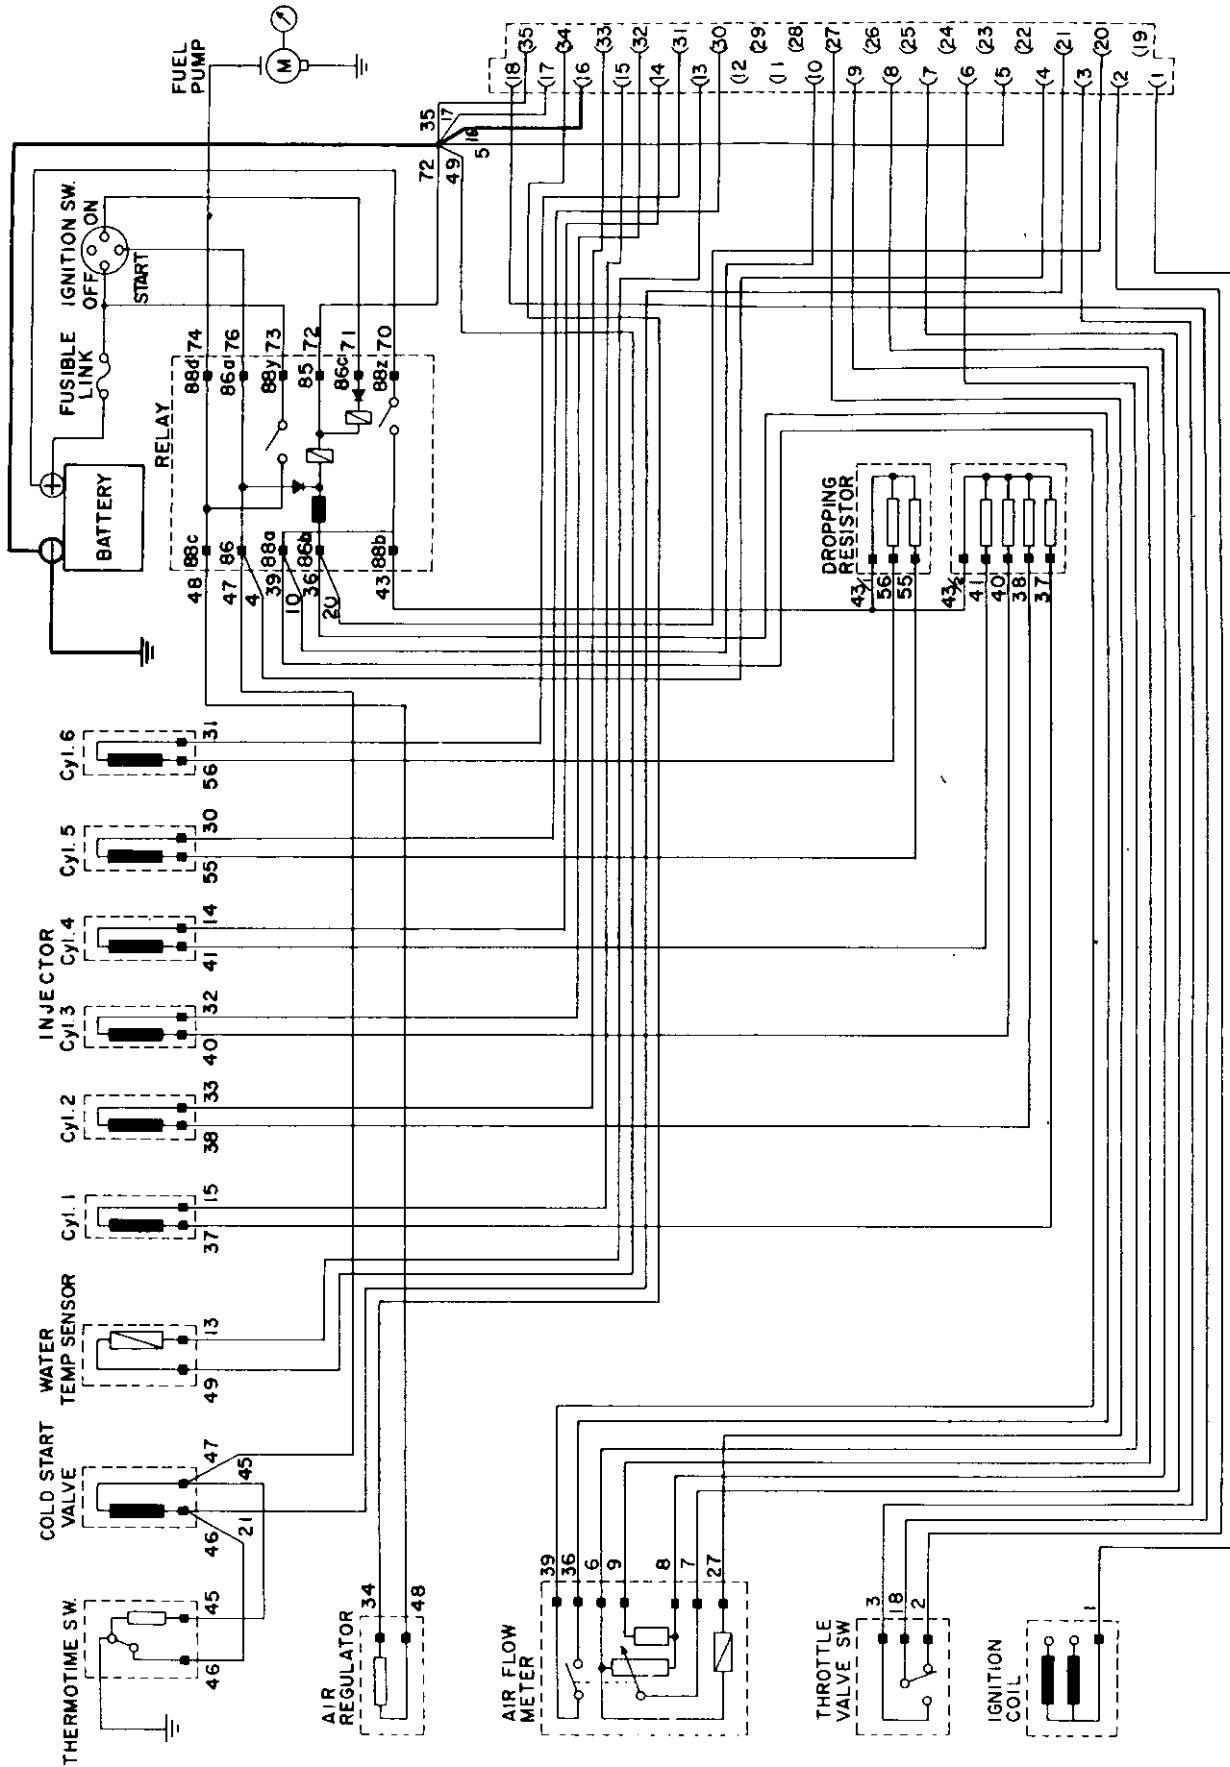 FUEL
PUMP
M
IGNITION SW.
OFF
ON
START
FUSIBLE
LINK
BATTERY
RELAY
88d 74
86a 76
88y 73
85 72
86c 71
88z 70
88c
86
88a
86b
88b
48
47
4
39
10
36
20
43
35
17
16
72
49
5
(18
(17
(16
(15
(14
(13
(12
(11
(10
(9
(8
(7
(6
(5
(4
(3
(2
(1
(35
(34
(33
(32
(31
(30
(29
(28
(27
(26
(25
(24
(23
(22
(21
(20
(19
DROPPING
RESISTOR
43/1
56
55
43/2
41
40
38
37
INJECTOR
Cyl. 6
56 31
Cyl. 5
55 30
Cyl. 4
41 14
Cyl. 3
40 32
Cyl. 2
38 33
Cyl. 1
37 15
WATER
TEMP SENSOR
49 13
COLD START
VALVE
46 47
21 45
THERMOTIME SW.
46 45
AIR
REGULATOR
34
48
AIR FLOW
METER
39
36
6
9
8
7
27
THROTTLE
VALVE SW
3
18
2
IGNITION
COIL
1